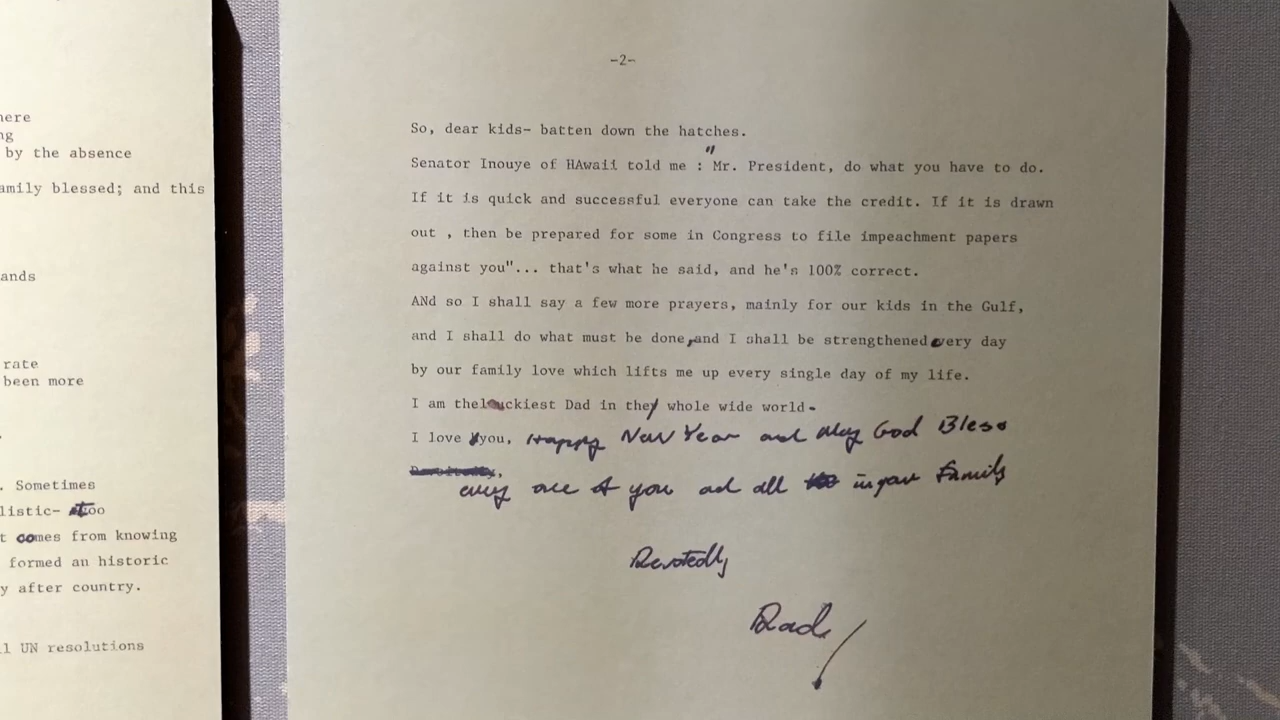 here
ng
by the absence
amily blessed; and this
ands
rate
been more
. Sometimes
listic- too
t comes from knowing
formed an historic
y after country.
ll UN resolutions
-2-
So, dear kids- batten down the hatches.
Senator Inouye of HAwaii told me : "Mr. President, do what you have to do.
If it is quick and successful everyone can take the credit. If it is drawn
out , then be prepared for some in Congress to file impeachment papers
against you"... that's what he said, and he's 100% correct.
ANd so I shall say a few more prayers, mainly for our kids in the Gulf,
and I shall do what must be done, and I shall be strengthened every day
by our family love which lifts me up every single day of my life.
I am the luckiest Dad in the whole wide world-
I love you, Happy New Year and May God Bless
every one of you and all in your Family
Devotedly
Dad